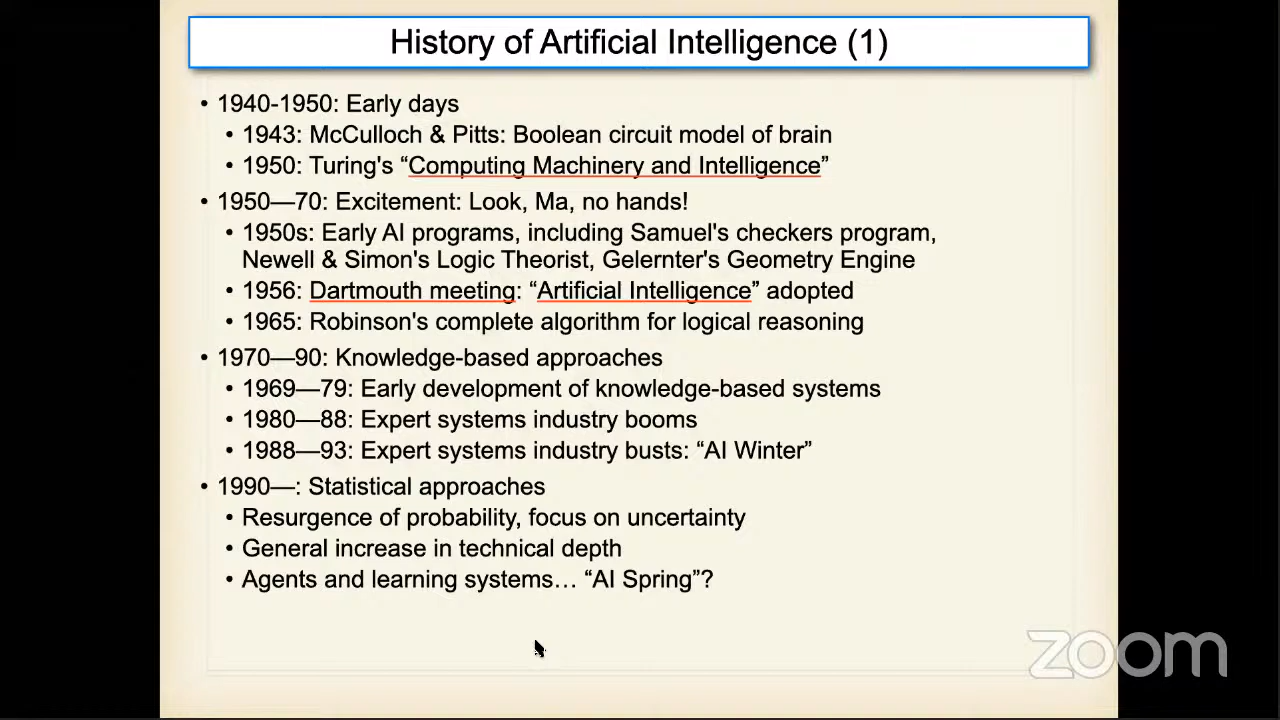 History of Artificial Intelligence (1)
• 1940-1950: Early days
• 1943: McCulloch & Pitts: Boolean circuit model of brain
• 1950: Turing's “Computing Machinery and Intelligence”
• 1950—70: Excitement: Look, Ma, no hands!
• 1950s: Early AI programs, including Samuel's checkers program,
Newell & Simon's Logic Theorist, Gelernter's Geometry Engine
• 1956: Dartmouth meeting: “Artificial Intelligence” adopted
• 1965: Robinson's complete algorithm for logical reasoning
• 1970—90: Knowledge-based approaches
• 1969—79: Early development of knowledge-based systems
• 1980—88: Expert systems industry booms
• 1988—93: Expert systems industry busts: “AI Winter”
• 1990—: Statistical approaches
• Resurgence of probability, focus on uncertainty
• General increase in technical depth
• Agents and learning systems… “AI Spring”?
zoom